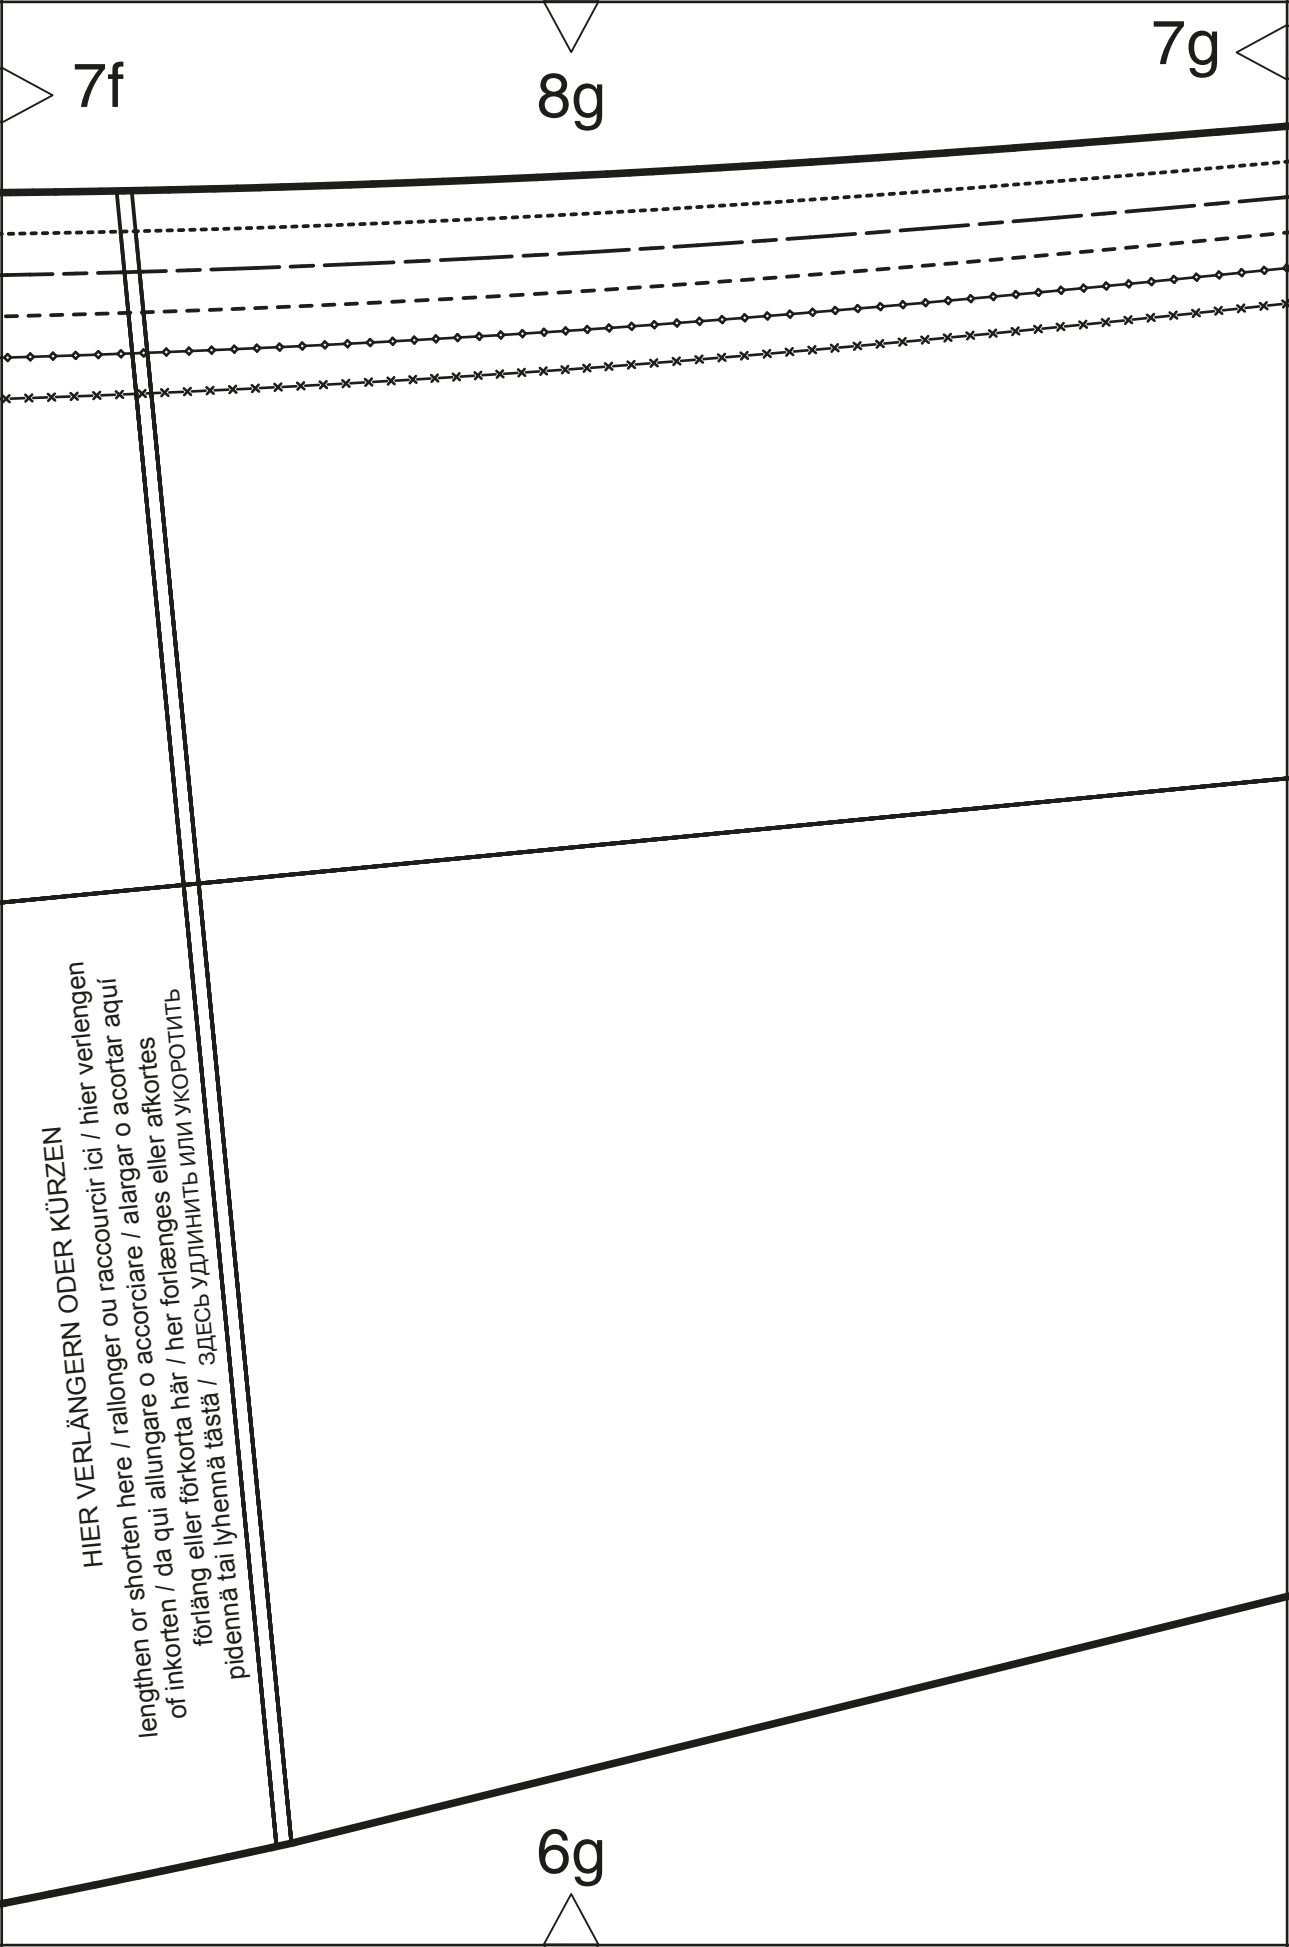 7f
8g
7g
HIER VERLÄNGERN ODER KÜRZEN
lengthen or shorten here / rallonger ou raccourcir ici / hier verlengen
of inkorten / da qui allungare o accorciare / alargar o acortar aquí
förläng eller förkorta här / her forlænges eller afkortes
pidennä tai lyhennä tästä / ЗДЕСЬ УДЛИНИТЬ ИЛИ УКОРОТИТЬ
6g